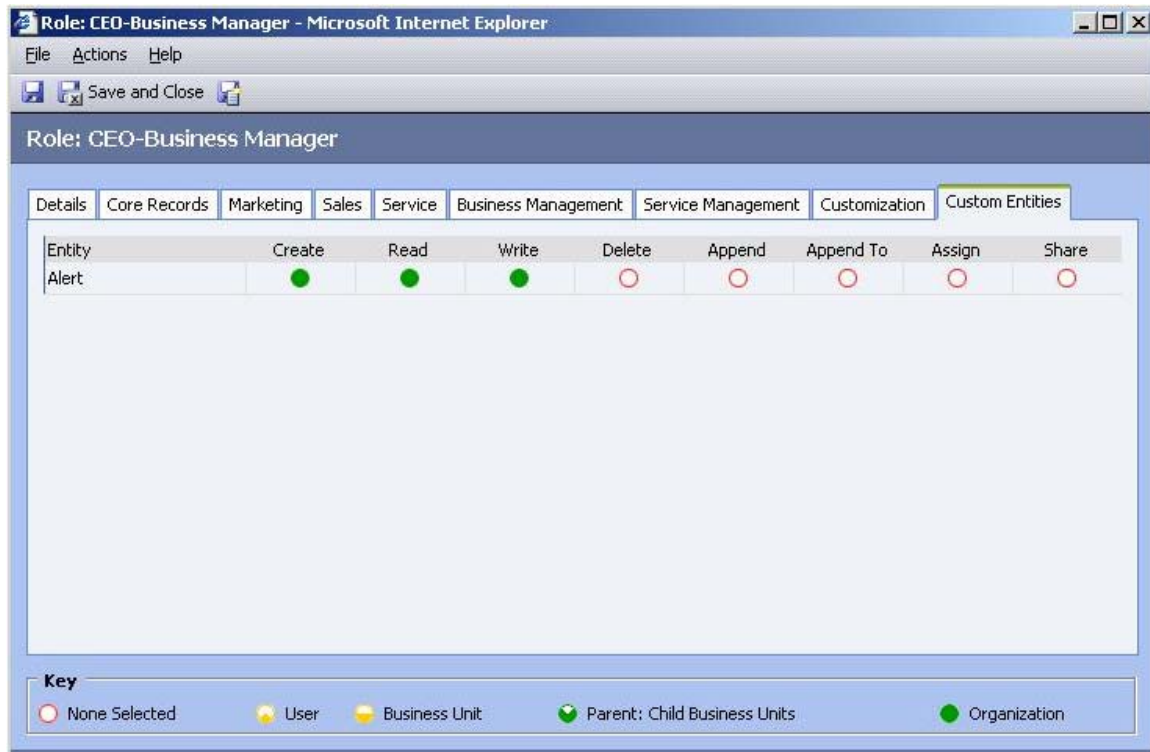 Role: CEO-Business Manager - Microsoft Internet Explorer
File Actions Help
Save and Close
Role: CEO-Business Manager
Details Core Records Marketing Sales Service Business Management Service Management Customization Custom Entities
Entity Create Read Write Delete Append Append To Assign Share
Alert
Key
None Selected User Business Unit Parent: Child Business Units Organization